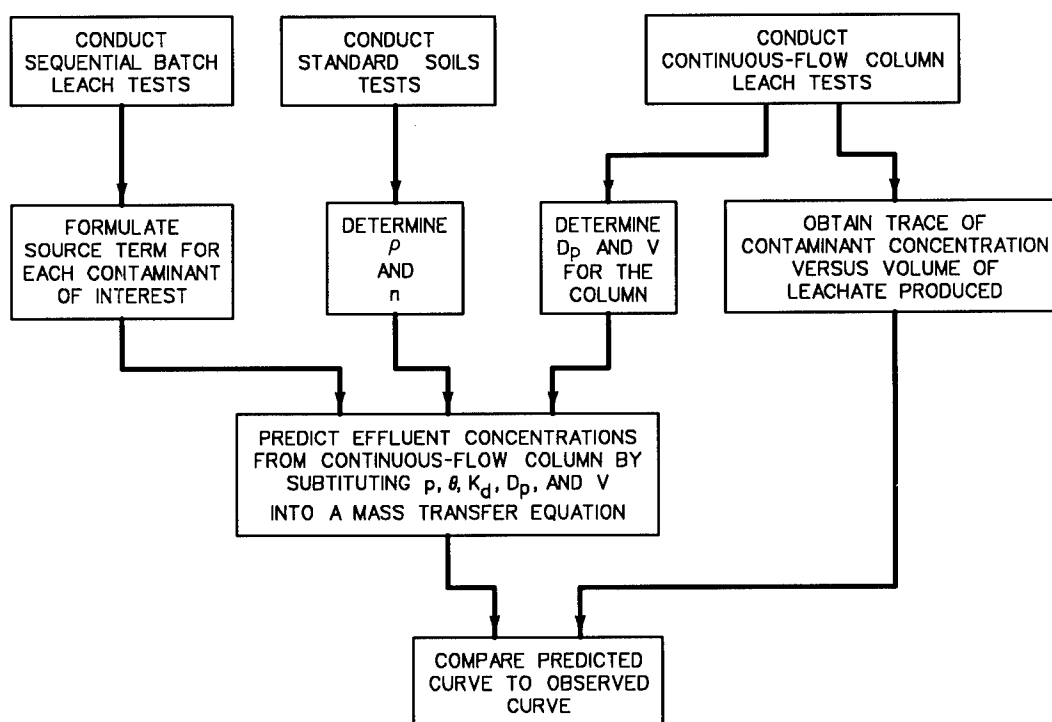 CONDUCT
SEQUENTIAL BATCH
LEACH TESTS
CONDUCT
STANDARD SOILS
TESTS
CONDUCT
CONTINUOUS-FLOW COLUMN
LEACH TESTS
FORMULATE
SOURCE TERM FOR
EACH CONTAMINANT
OF INTEREST
DETERMINE
ρ
AND
n
DETERMINE
Dp AND V
FOR THE
COLUMN
OBTAIN TRACE OF
CONTAMINANT CONCENTRATION
VERSUS VOLUME OF
LEACHATE PRODUCED
PREDICT EFFLUENT CONCENTRATIONS
FROM CONTINUOUS-FLOW COLUMN BY
SUBTITUTING p, θ, Kd, Dp, AND V
INTO A MASS TRANSFER EQUATION
COMPARE PREDICTED
CURVE TO OBSERVED
CURVE